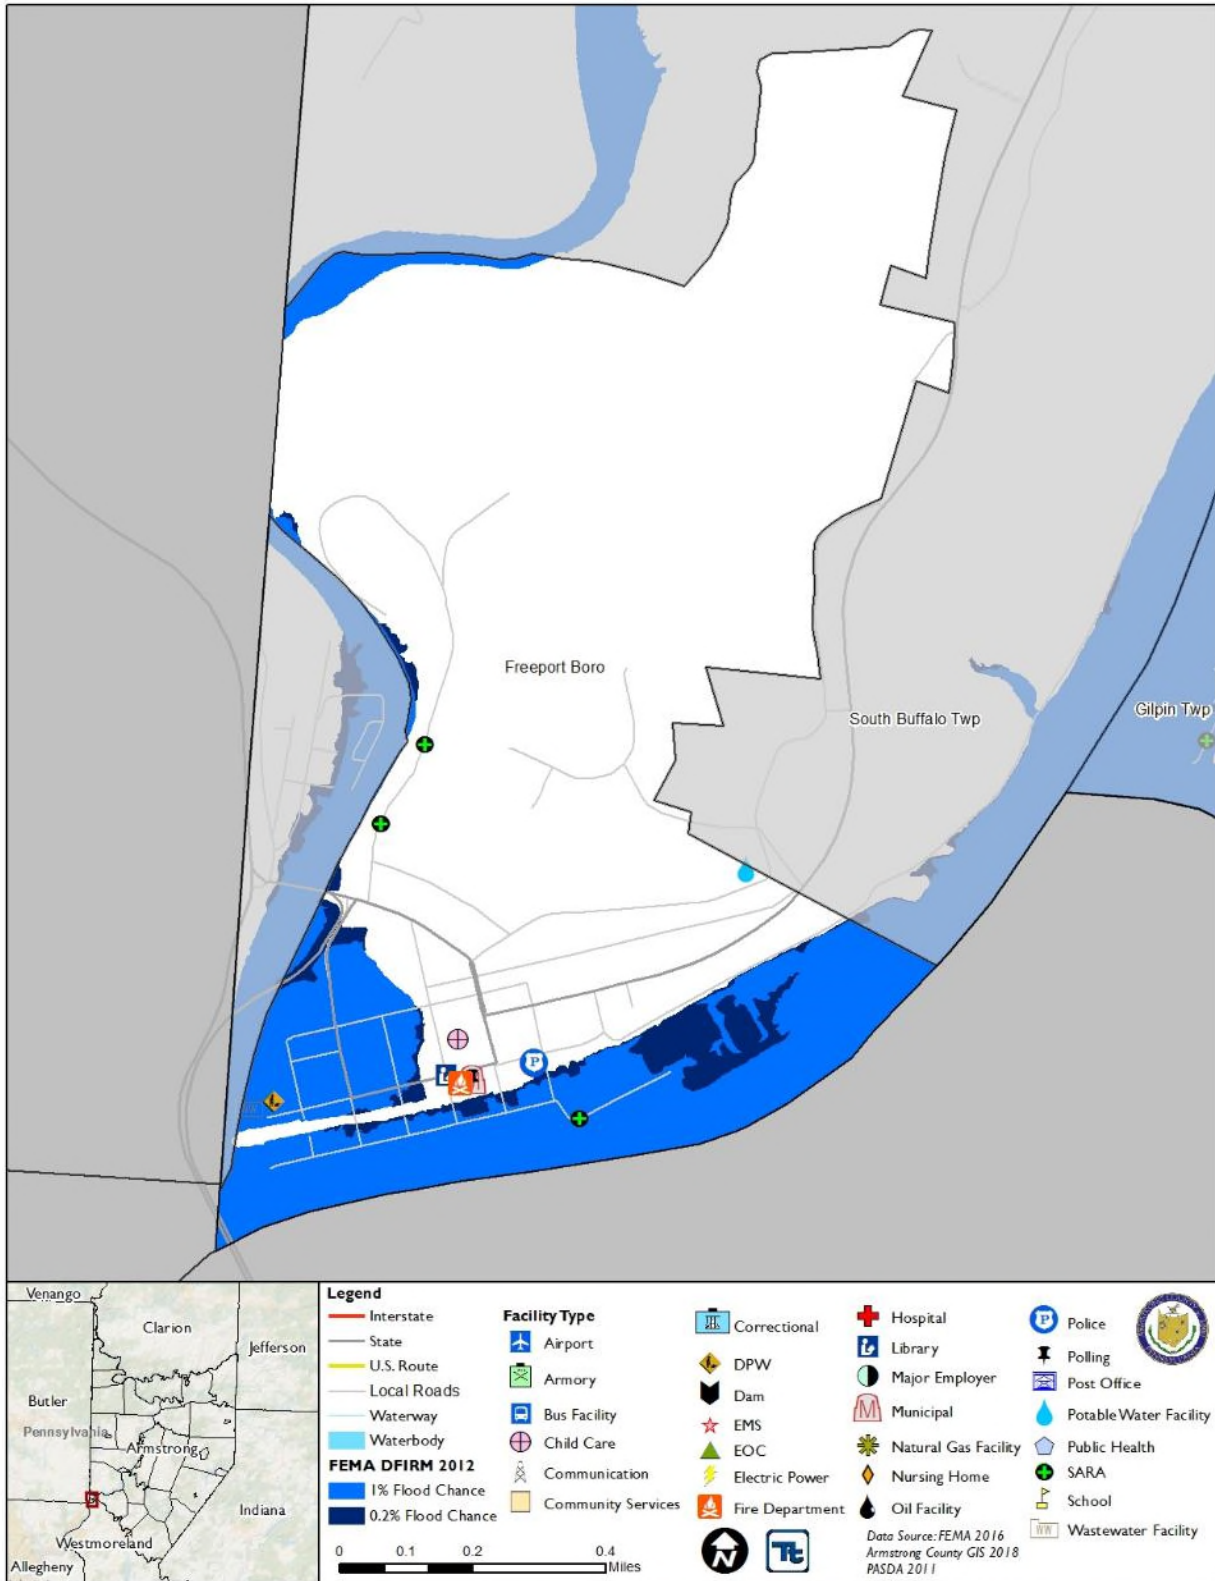 Freeport Boro
South Buffalo Twp
Gilpin Twp
WW
P
Venango
Clarion
Jefferson
Butler
Pennsylvania
Armstrong
Indiana
Westmoreland
Allegheny
Legend
Interstate
State
U.S. Route
Local Roads
Waterway
Waterbody
FEMA DFIRM 2012
1% Flood Chance
0.2% Flood Chance
0 0.1 0.2 0.4
Miles
Facility Type
Airport
Armory
Bus Facility
Child Care
Communication
Community Services
Correctional
DPW
Dam
EMS
EOC
Electric Power
Fire Department
N
Tt
Hospital
Library
Major Employer
M Municipal
Natural Gas Facility
Nursing Home
Oil Facility
Data Source: FEMA 2016
Armstrong County GIS 2018
PASDA 2011
P Police
Polling
Post Office
Potable Water Facility
Public Health
SARA
School
WW Wastewater Facility